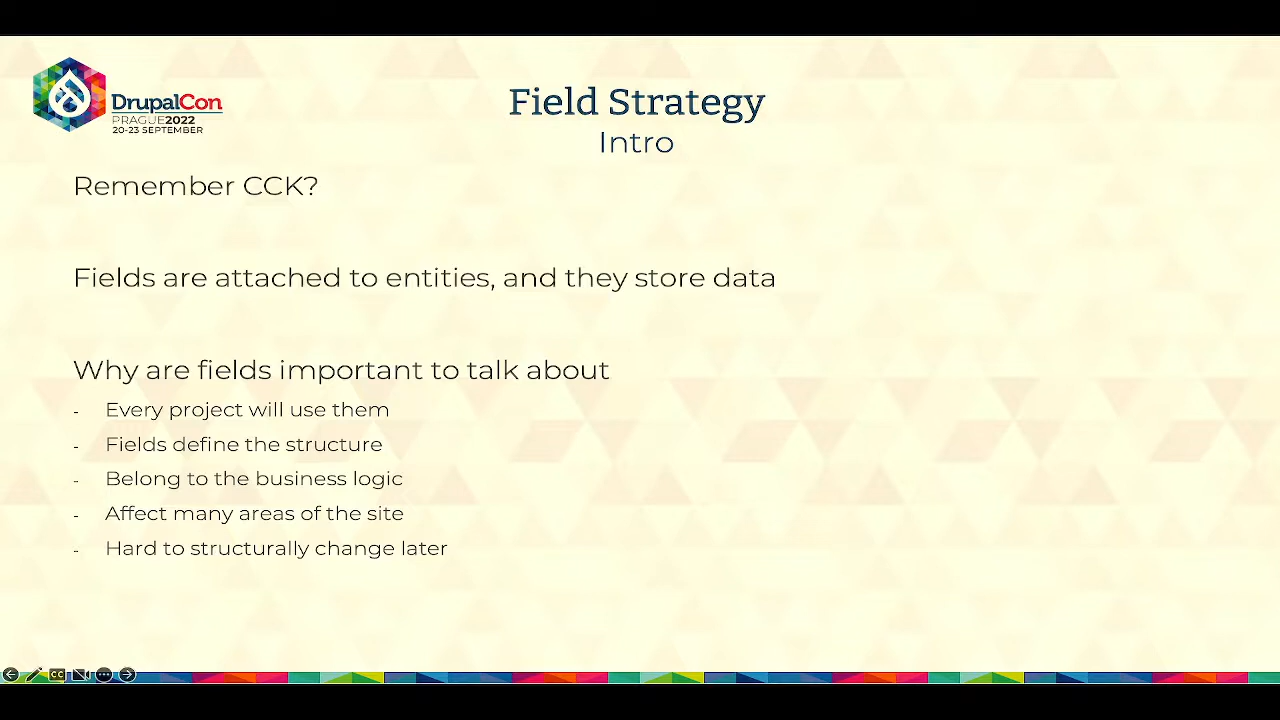 DrupalCon
PRAGUE2022
20-23 SEPTEMBER
Field Strategy
Intro
Remember CCK?
Fields are attached to entities, and they store data
Why are fields important to talk about
- Every project will use them
- Fields define the structure
- Belong to the business logic
- Affect many areas of the site
- Hard to structurally change later
CC